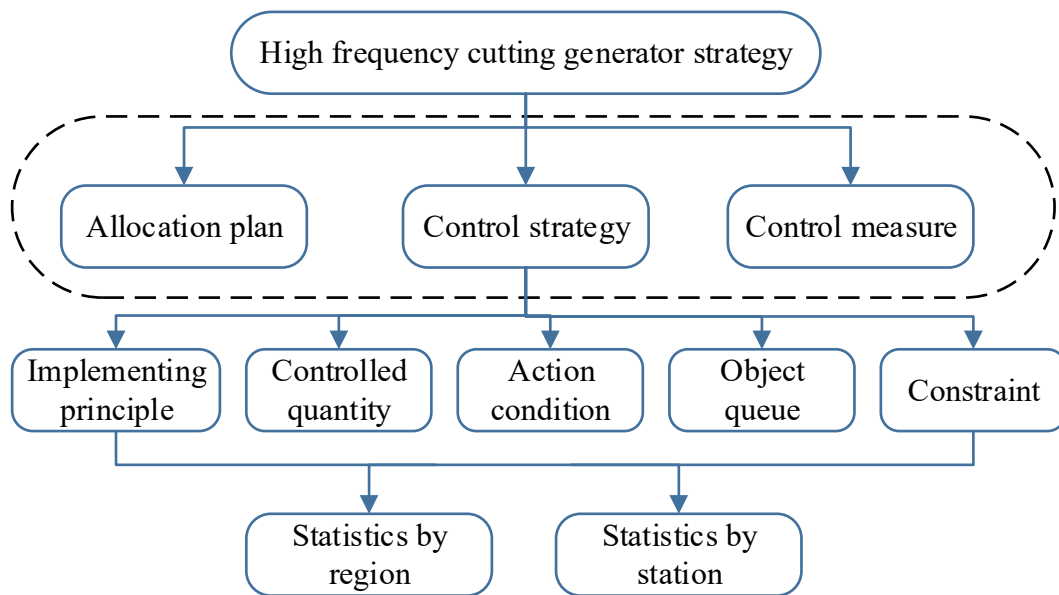 High frequency cutting generator strategy
Allocation plan
Control strategy
Control measure
Implementing
principle
Controlled
quantity
Action
condition
Object
queue
Constraint
Statistics by
region
Statistics by
station